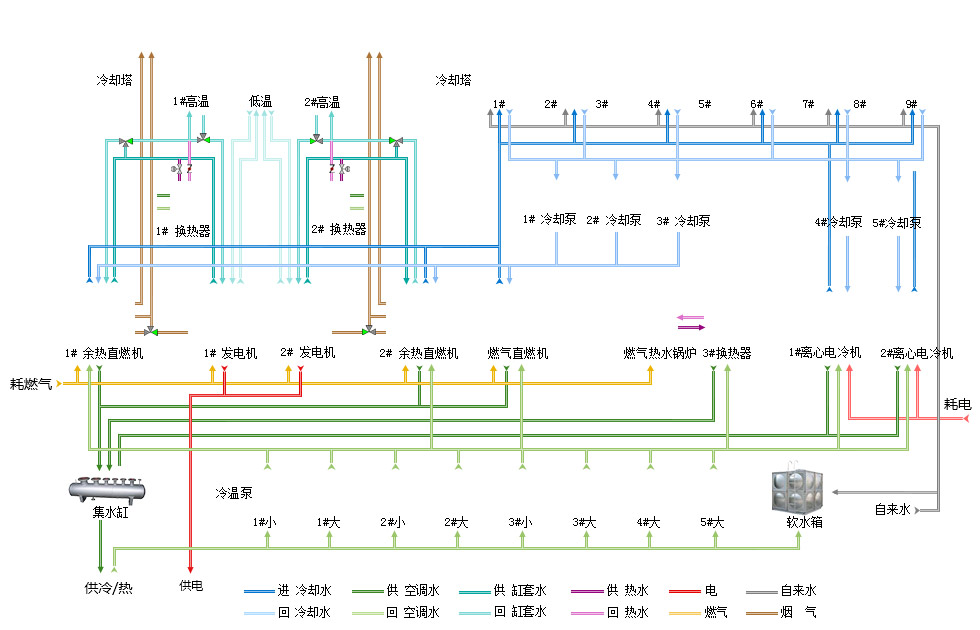 冷却塔 冷却塔
1#高温 低温 2#高温 1# 2# 3# 4# 5# 6# 7# 8# 9#
1# 换热器 2# 换热器 1# 冷却泵 2# 冷却泵 3# 冷却泵 4#冷却泵 5#冷却泵
1# 余热直燃机 1# 发电机 2# 发电机 2# 余热直燃机 燃气直燃机 燃气热水锅炉 3#换热器 1#离心电冷机 2#离心电冷机
耗燃气
耗电
冷温泵
集水缸 自来水
1#小 1#大 2#小 2#大 3#小 3#大 4#大 5#大 软水箱
供冷/热 供电
进 冷却水 供 空调水 供 缸套水 供 热水 电 自来水
回 冷却水 回 空调水 回 缸套水 回 热水 燃气 烟 气